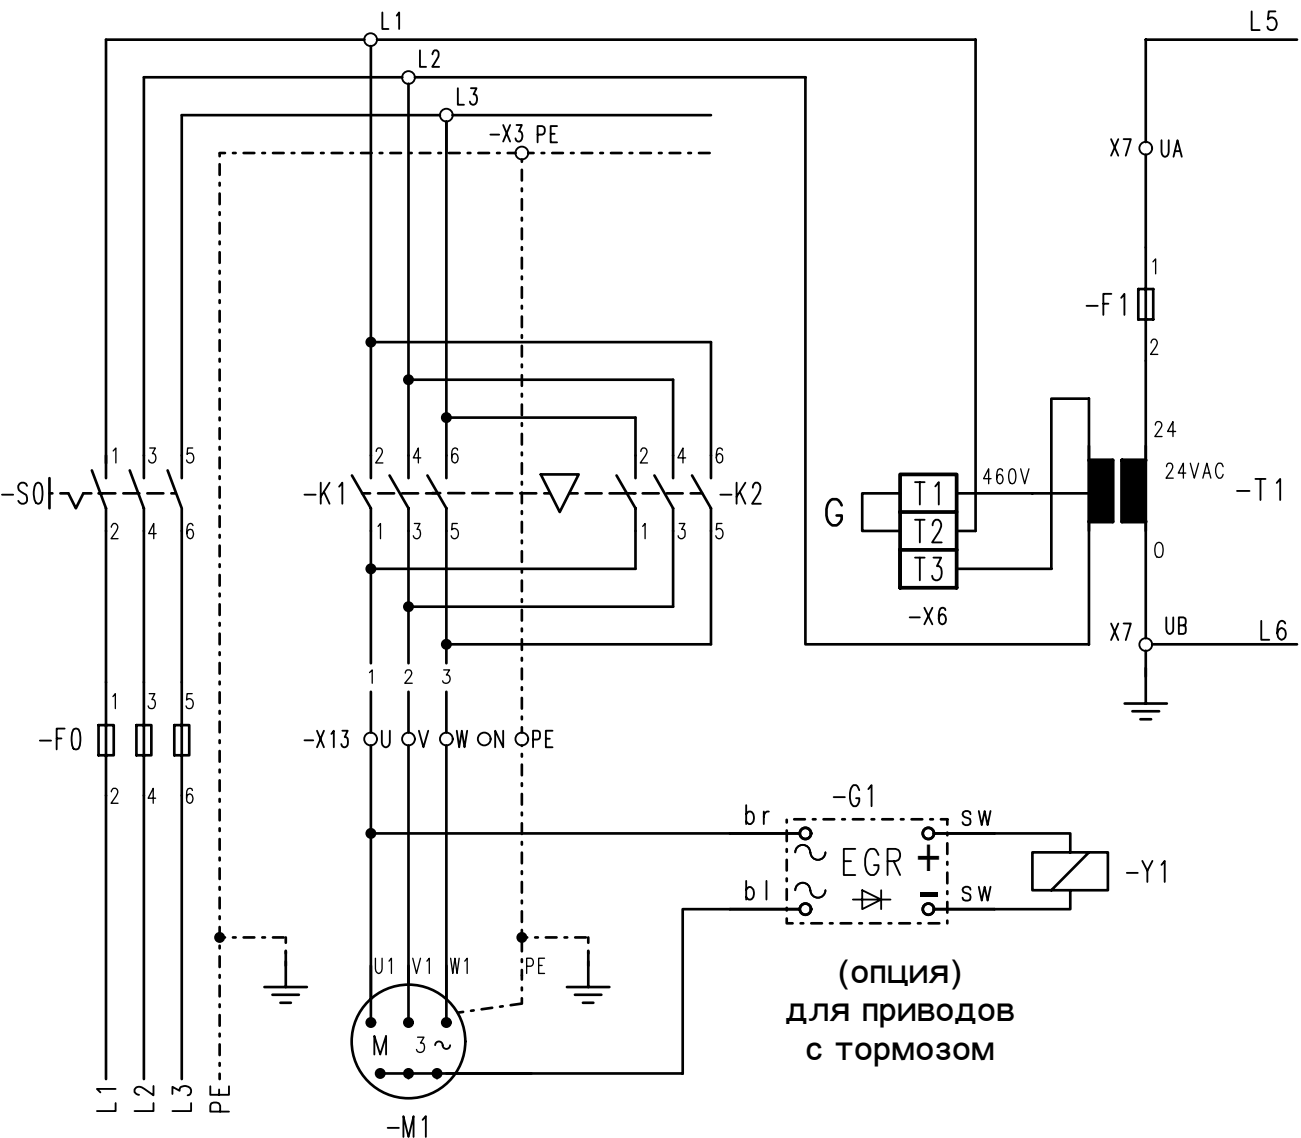 L1
L5
L2
L3
-X3 PE
X7 UA
1
-F1
2
24
1 3 5
2 4 6
2 4 6
460V
24VAC
-S0
-K1
-K2
G
T1
-T1
2 4 6
1 3 5
1 3 5
T2
0
T3
-X6
X7 UB
L6
1 2 3
1 3 5
-F0
-X13 U V W N PE
2 4 6
-G1
br
sw
EGR
+
-Y1
bl
-
sw
U1 V1 W1 PE
(опция)
для приводов
с тормозом
M 3 ~
L1 L2 L3 PE
-M1